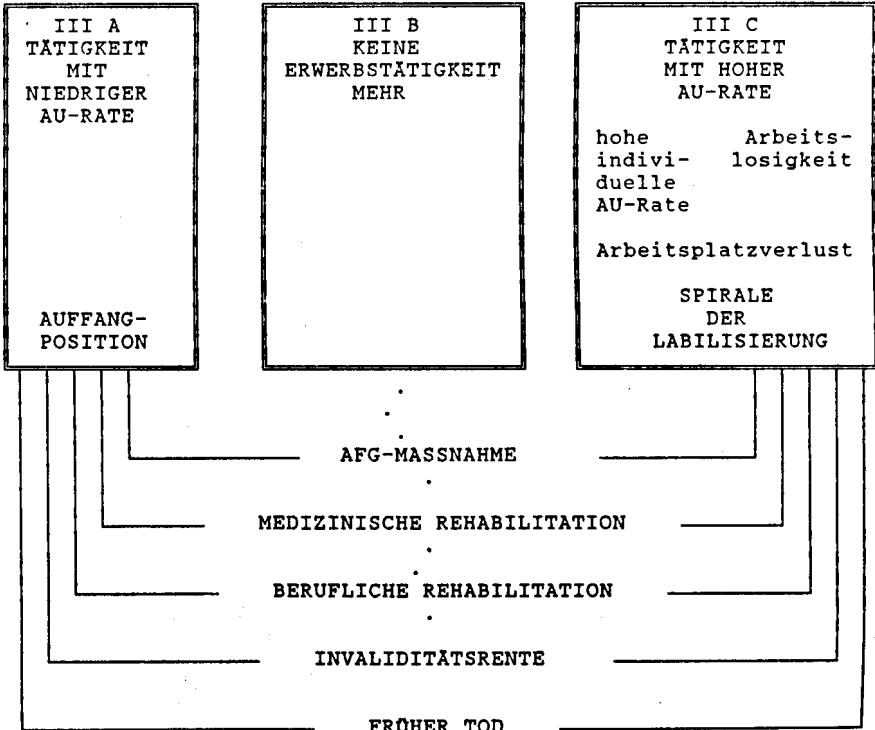 III A
TÄTIGKEIT
MIT
NIEDRIGER
AU-RATE
AUFFANG-
POSITION
III B
KEINE
ERWERBSTÄTIGKEIT
MEHR
III C
TÄTIGKEIT
MIT HOHER
AU-RATE
hohe Arbeits-
indivi- losigkeit
duelle
AU-Rate
Arbeitsplatzverlust
SPIRALE
DER
LABILISIERUNG
AFG-MASSNAHME
MEDIZINISCHE REHABILITATION
BERUFLICHE REHABILITATION
INVALIDITÄTSRENTE
FRÜHER TOD